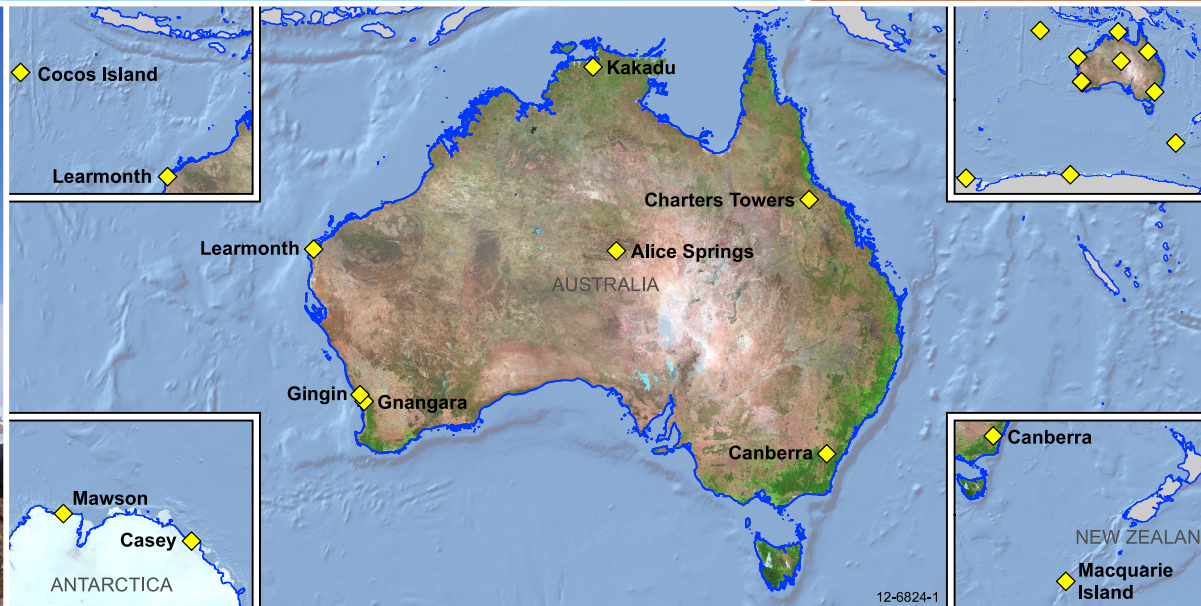 Cocos Island
Learmonth
Kakadu
Charters Towers
Learmonth
Alice Springs
AUSTRALIA
Gingin
Gnangara
Canberra
Mawson
Casey
ANTARCTICA
Canberra
NEW ZEALAN
Macquarie
Island
12-6824-1